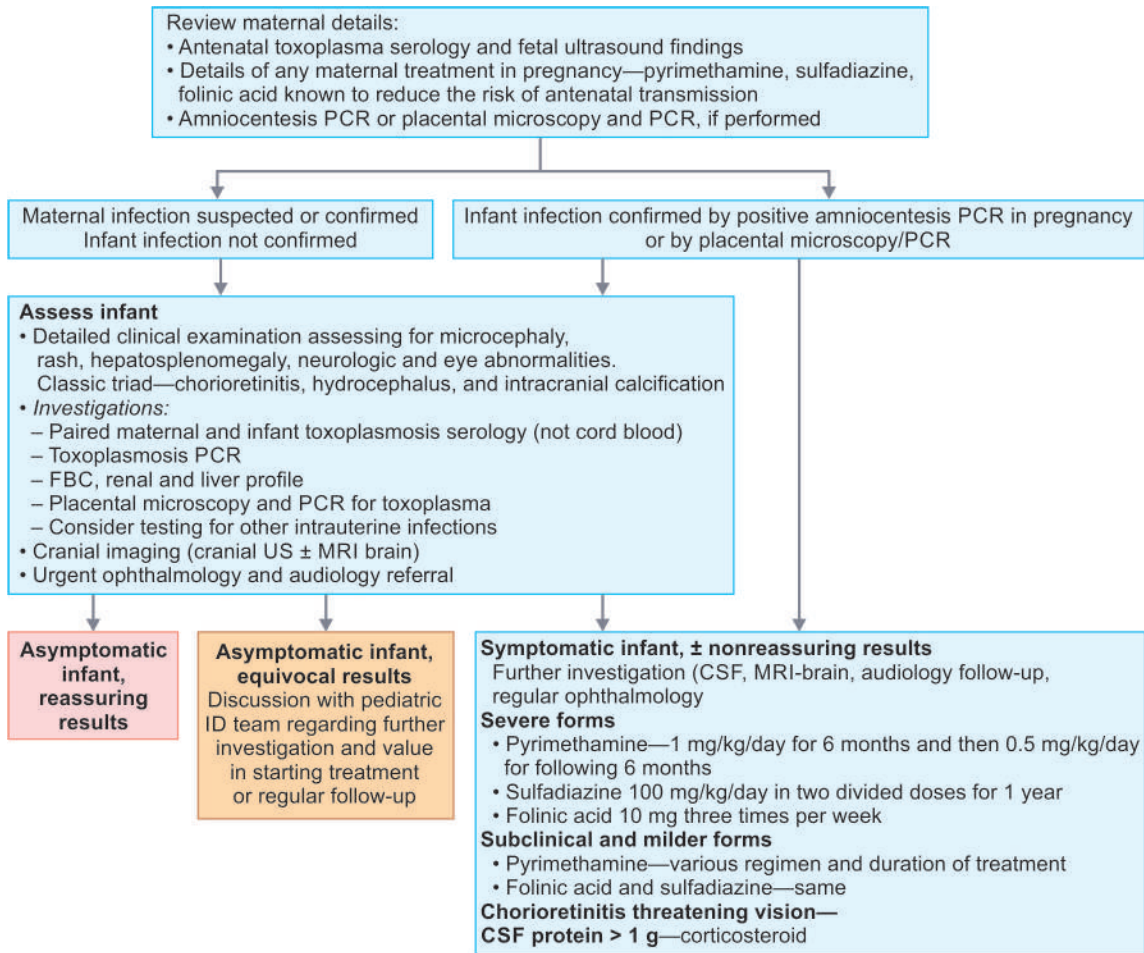 Review maternal details:
• Antenatal toxoplasma serology and fetal ultrasound findings
• Details of any maternal treatment in pregnancy—pyrimethamine, sulfadiazine,
folinic acid known to reduce the risk of antenatal transmission
• Amniocentesis PCR or placental microscopy and PCR, if performed
Maternal infection suspected or confirmed
Infant infection not confirmed
Infant infection confirmed by positive amniocentesis PCR in pregnancy
or by placental microscopy/PCR
Assess infant
• Detailed clinical examination assessing for microcephaly,
rash, hepatosplenomegaly, neurologic and eye abnormalities.
Classic triad—chorioretinitis, hydrocephalus, and intracranial calcification
• Investigations:
– Paired maternal and infant toxoplasmosis serology (not cord blood)
– Toxoplasmosis PCR
– FBC, renal and liver profile
– Placental microscopy and PCR for toxoplasma
– Consider testing for other intrauterine infections
• Cranial imaging (cranial US ± MRI brain)
• Urgent ophthalmology and audiology referral
Asymptomatic
infant,
reassuring
results
Asymptomatic infant,
equivocal results
Discussion with pediatric
ID team regarding further
investigation and value
in starting treatment
or regular follow-up
Symptomatic infant, ± nonreassuring results
Further investigation (CSF, MRI-brain, audiology follow-up,
regular ophthalmology
Severe forms
• Pyrimethamine—1 mg/kg/day for 6 months and then 0.5 mg/kg/day
for following 6 months
• Sulfadiazine 100 mg/kg/day in two divided doses for 1 year
• Folinic acid 10 mg three times per week
Subclinical and milder forms
• Pyrimethamine—various regimen and duration of treatment
• Folinic acid and sulfadiazine—same
Chorioretinitis threatening vision—
CSF protein > 1 g—corticosteroid